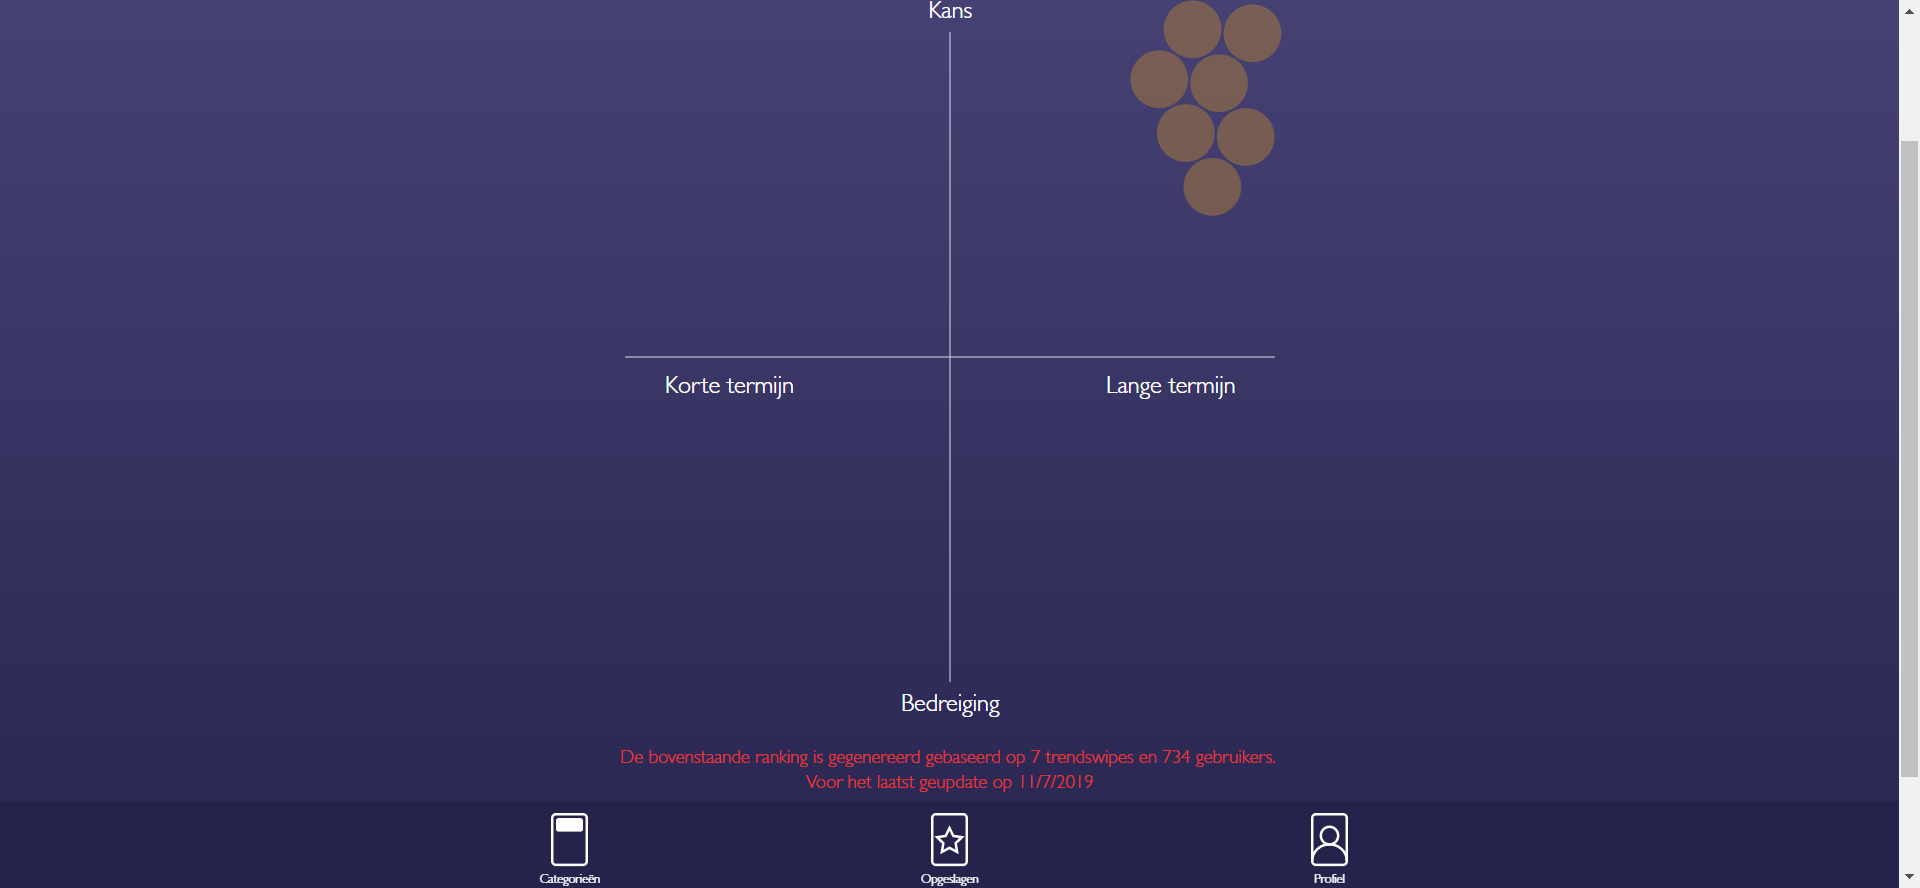 Kans
Korte termijn
Lange termijn
Bedreiging
De bovenstaande ranking is gegenereerd gebaseerd op 7 trendswipes en 734 gebruikers.
Voor het laatst geupdate op 11/7/2019
Categorieën
Opgeslagen
Profiel